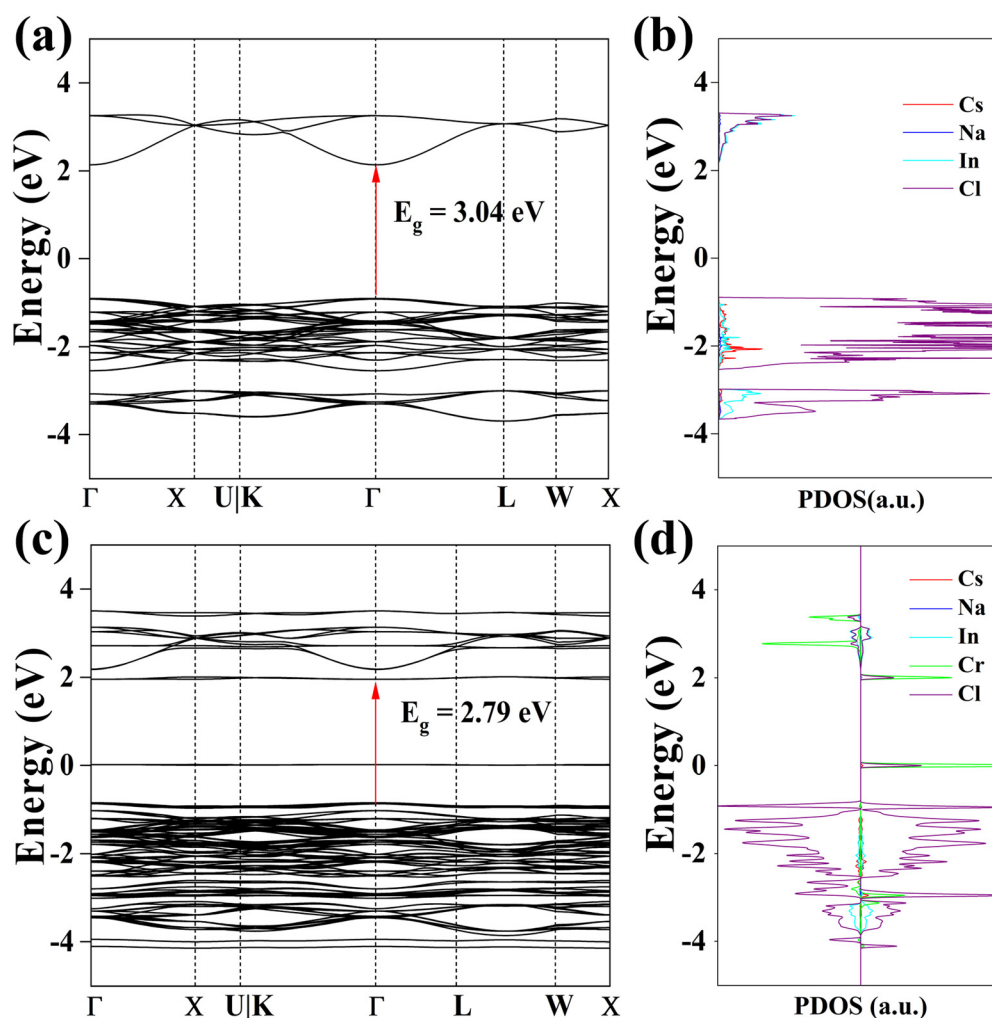 (a)
Energy (eV)
4
2
0
-2
-4
E_g = 3.04 eV
Γ X U|K Γ L W X
(b)
Energy (eV)
4
2
0
-2
-4
Cs
Na
In
Cl
PDOS(a.u.)
(c)
Energy (eV)
4
2
0
-2
-4
E_g = 2.79 eV
Γ X U|K Γ L W X
(d)
Energy (eV)
4
2
0
-2
-4
Cs
Na
In
Cr
Cl
PDOS (a.u.)